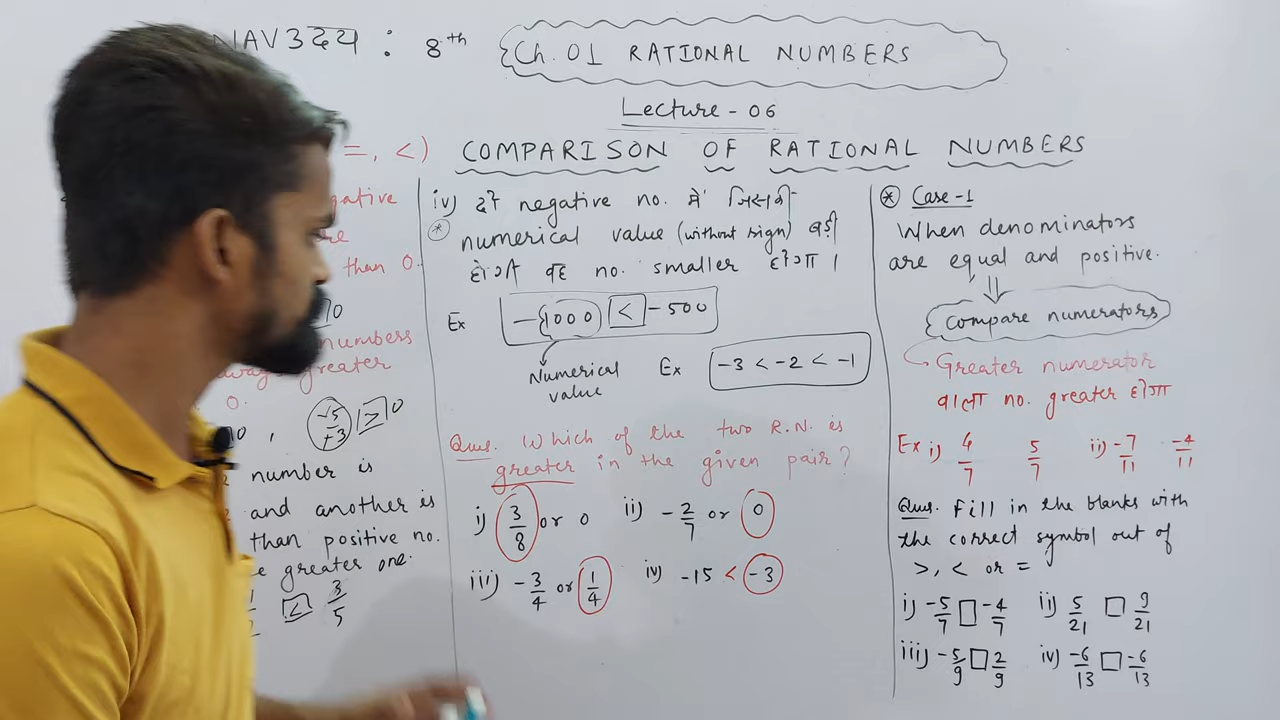 NAV3उदय : 8th
Ch. 01 RATIONAL NUMBERS
Lecture - 06
=, <) COMPARISON OF RATIONAL NUMBERS
gative
than 0.
numbers
greater
0.
-5/+3 > 0
number is
and another is
than positive no.
greater one.
< 3/5
iv) दो negative no. में जिसकी
* numerical value (without sign) बड़ी
होगी वह no. smaller होगा ।
Ex -1000 < -500
Numerical value
Ex -3 < -2 < -1
Ques. Which of the two R.N. is
greater in the given pair?
i) 3/8 or 0 ii) -2/7 or 0
iii) -3/4 or 1/4 iv) -15 < -3
* Case-1
When denominators
are equal and positive.
Compare numerators
Greater numerator
वाला no. greater होगा
Ex i) 4/7 5/7 ii) -7/11 -4/11
Ques. Fill in the blanks with
the correct symbol out of
>, < or =
i) -5/7 □ -4/7 ii) 5/21 □ 9/21
iii) -5/9 □ 2/9 iv) -6/13 □ -6/13